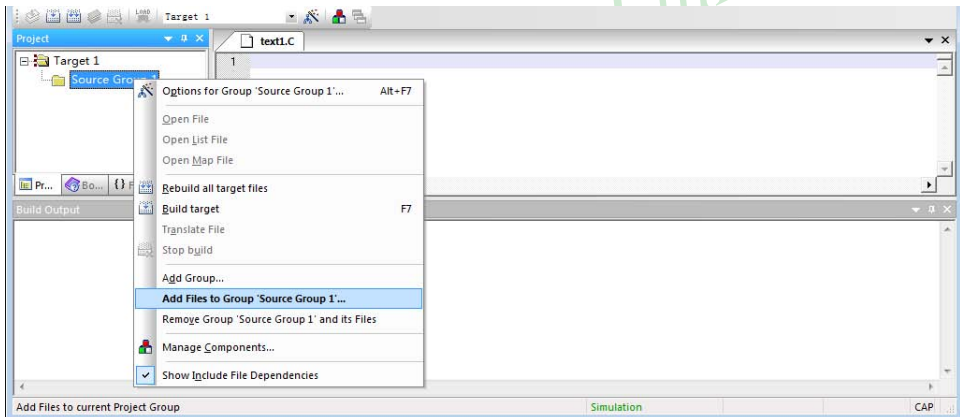 Target 1
Project
text1.C
Target 1
1
Source Group 1
Options for Group 'Source Group 1'... Alt+F7
Open File
Open List File
Open Map File
Pr... Bo... {} F
Rebuild all target files
Build Output
Build target F7
Translate File
Stop build
Add Group...
Add Files to Group 'Source Group 1'...
Remove Group 'Source Group 1' and its Files
Manage Components...
Show Include File Dependencies
Add Files to current Project Group Simulation CAP